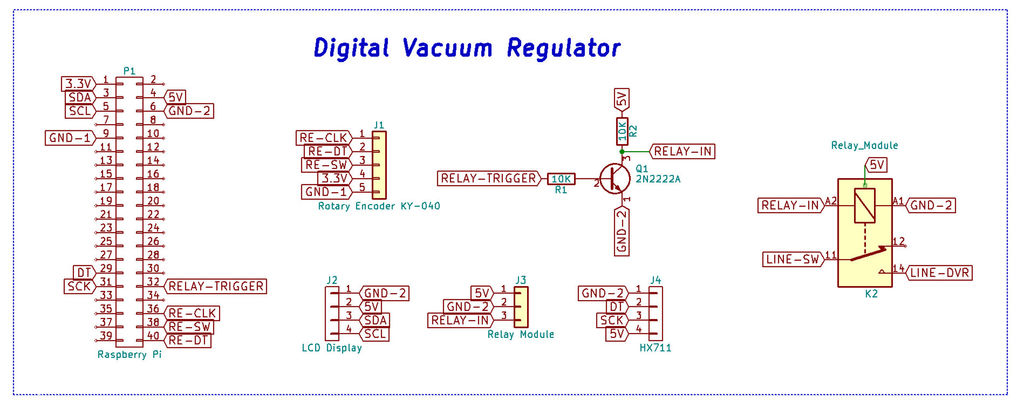 Digital Vacuum Regulator
P1
3.3V 1 2
SDA 3 4 5V
SCL 5 6 GND-2
7 8
GND-1 9 10
11 12
13 14
15 16
17 18
19 20
21 22
23 24
25 26
27 28
DT 29 30
SCK 31 32 RELAY-TRIGGER
33 34
35 36 RE-CLK
37 38 RE-SW
39 40 RE-DT
Raspberry Pi
J1
RE-CLK 1
RE-DT 2
RE-SW 3
3.3V 4
GND-1 5
Rotary Encoder KY-040
5V
10K
R2
RELAY-IN
3
Q1
2N2222A
RELAY-TRIGGER
10K
R1
2
1
GND-2
Relay_Module
5V
RELAY-IN A2 A1 GND-2
12
LINE-SW 11
14 LINE-DVR
K2
J2
1 GND-2
2 5V
3 SDA
4 SCL
LCD Display
J3
5V 1
GND-2 2
RELAY-IN 3
Relay Module
J4
GND-2 1
DT 2
SCK 3
5V 4
HX711